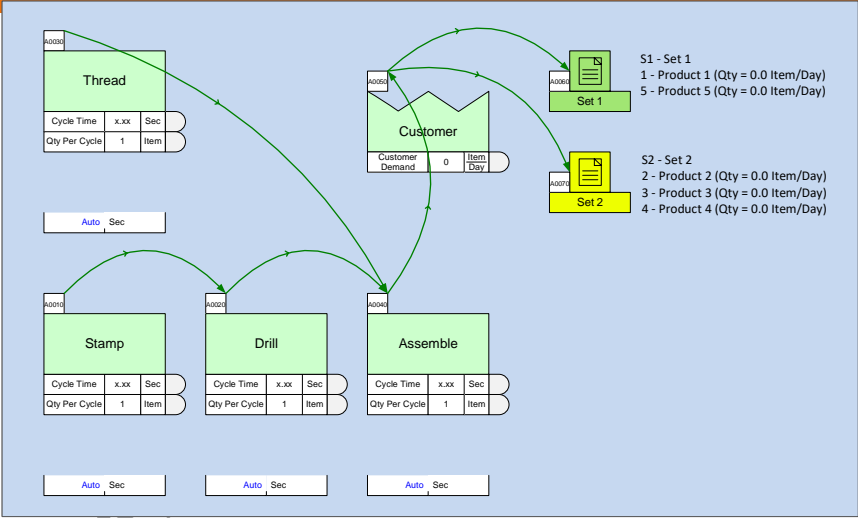 A0030
Thread
Cycle Time x.xx Sec
Qty Per Cycle 1 Item
Auto Sec
A0050
Customer
Customer Demand 0 Item Day
A0060
Set 1
S1 - Set 1
1 - Product 1 (Qty = 0.0 Item/Day)
5 - Product 5 (Qty = 0.0 Item/Day)
A0070
Set 2
S2 - Set 2
2 - Product 2 (Qty = 0.0 Item/Day)
3 - Product 3 (Qty = 0.0 Item/Day)
4 - Product 4 (Qty = 0.0 Item/Day)
A0010
Stamp
Cycle Time x.xx Sec
Qty Per Cycle 1 Item
Auto Sec
A0020
Drill
Cycle Time x.xx Sec
Qty Per Cycle 1 Item
Auto Sec
A0040
Assemble
Cycle Time x.xx Sec
Qty Per Cycle 1 Item
Auto Sec